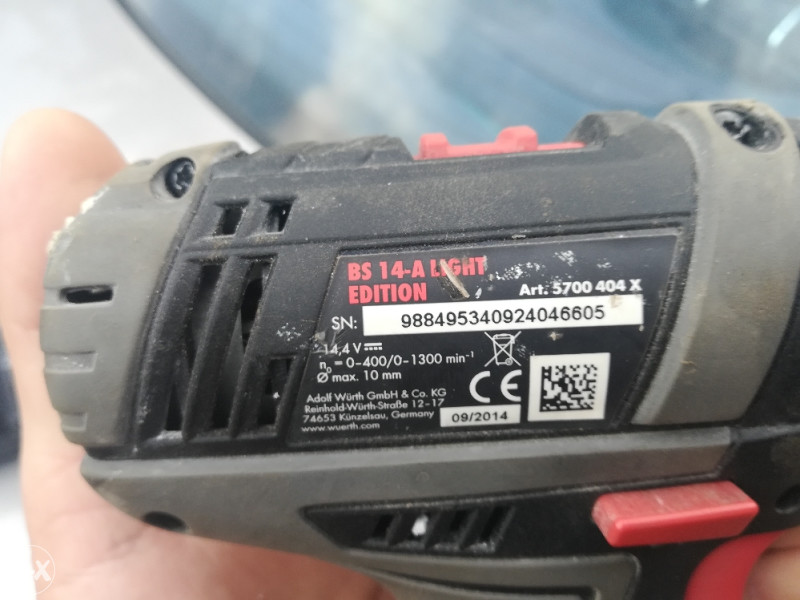 BS 14-A LIGHT
EDITION Art. 5700 404 X
SN: 988495340924046605
14,4 V
n₀ = 0-400/0-1300 min⁻¹
Ø max. 10 mm
Adolf Würth GmbH & Co. KG
Reinhold-Würth-Straße 12-17
74653 Künzelsau, Germany
www.wuerth.com
CE
09/2014